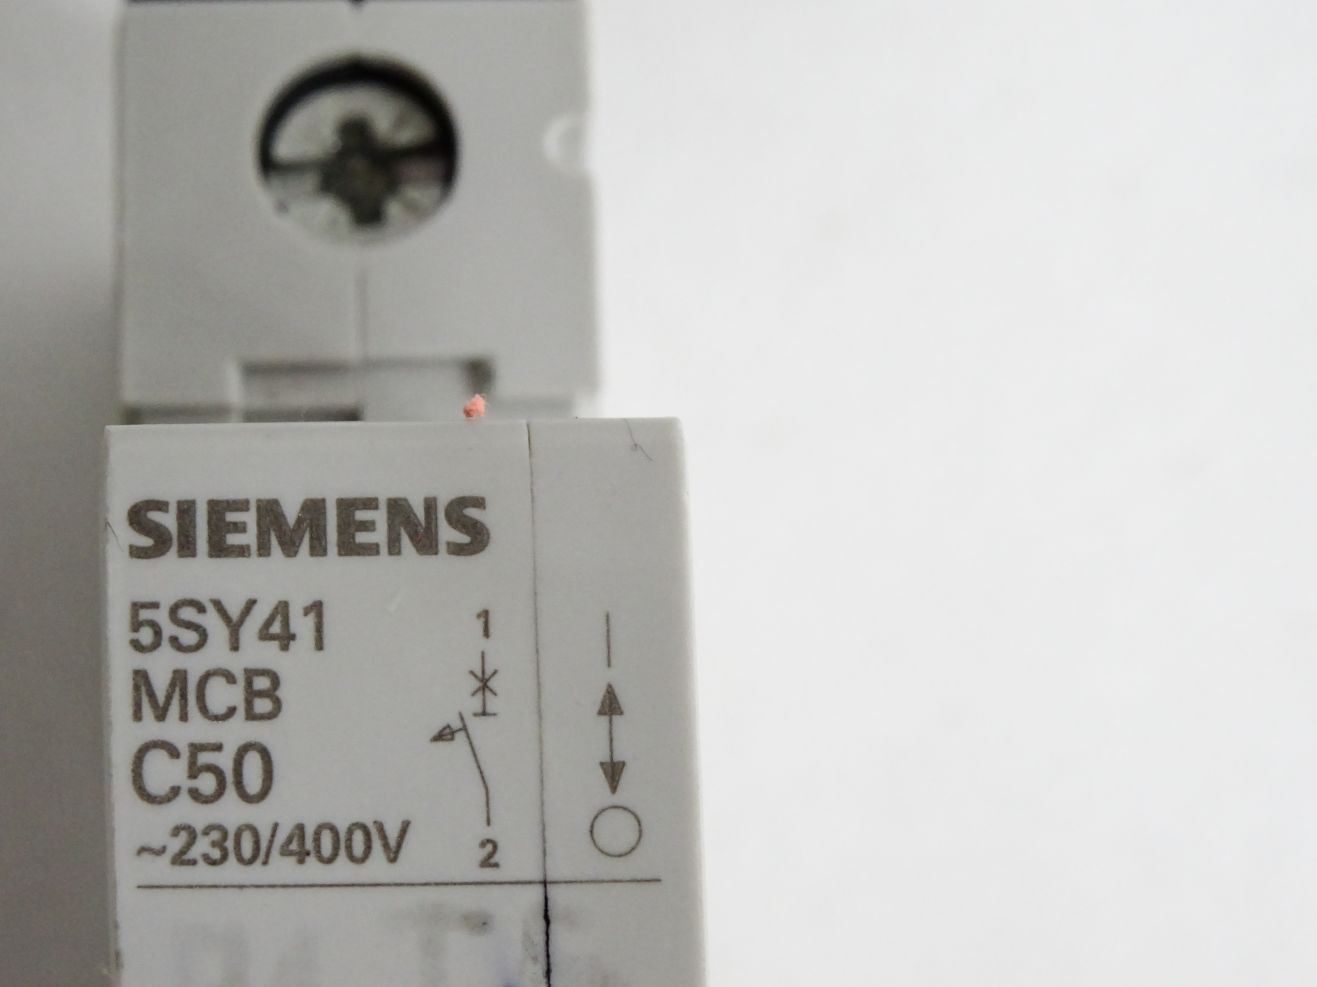 SIEMENS
5SY41
1
MCB
C50
~230/400V
2